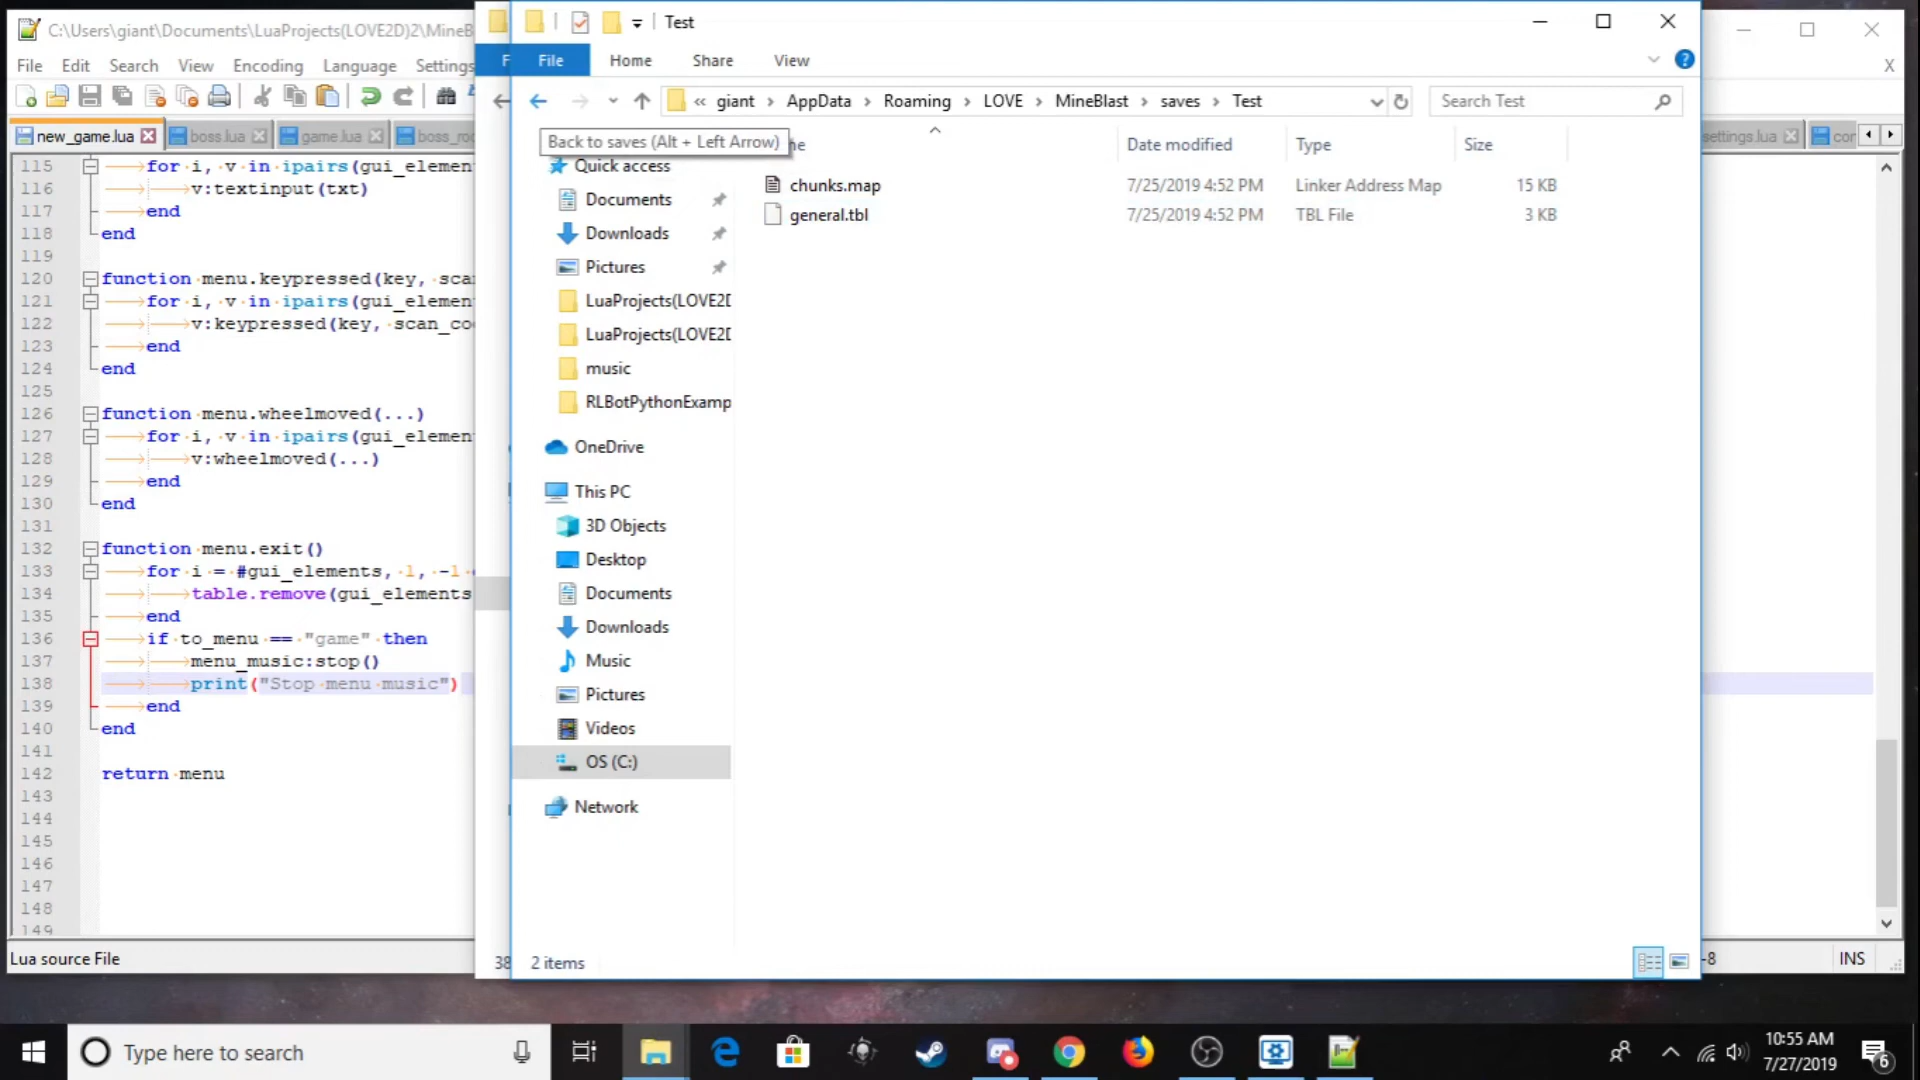 C:\Users\giant\Documents\LuaProjects(LOVE2D)2\MineB
File Edit Search View Encoding Language Settings
X
new_game.lua
boss.lua
game.lua
settings.lua
115 for i, v in ipairs(gui_elemen
116 v:textinput(txt)
117 end
118 end
119
120 function menu.keypressed(key, sca
121 for i, v in ipairs(gui_elemen
122 v:keypressed(key, scan_co
123 end
124 end
125
126 function menu.wheelmoved(...)
127 for i, v in ipairs(gui_elemen
128 v:wheelmoved(...)
129 end
130 end
131
132 function menu.exit()
133 for i = #gui_elements, 1, -1
134 table.remove(gui_elements
135 end
136 if to_menu == "game" then
137 menu_music:stop()
138 print("Stop menu music")
139 end
140 end
141
142 return menu
143
144
145
146
147
148
149
Lua source File
-8
INS
Test
File Home Share View
?
« giant › AppData › Roaming › LOVE › MineBlast › saves › Test
Search Test
Back to saves (Alt + Left Arrow)
Date modified Type Size
chunks.map 7/25/2019 4:52 PM Linker Address Map 15 KB
general.tbl 7/25/2019 4:52 PM TBL File 3 KB
Quick access
Documents
Downloads
Pictures
LuaProjects(LOVE2D
LuaProjects(LOVE2D
music
RLBotPythonExamp
OneDrive
This PC
3D Objects
Desktop
Documents
Downloads
Music
Pictures
Videos
OS (C:)
Network
38
2 items
Type here to search
10:55 AM
7/27/2019
6